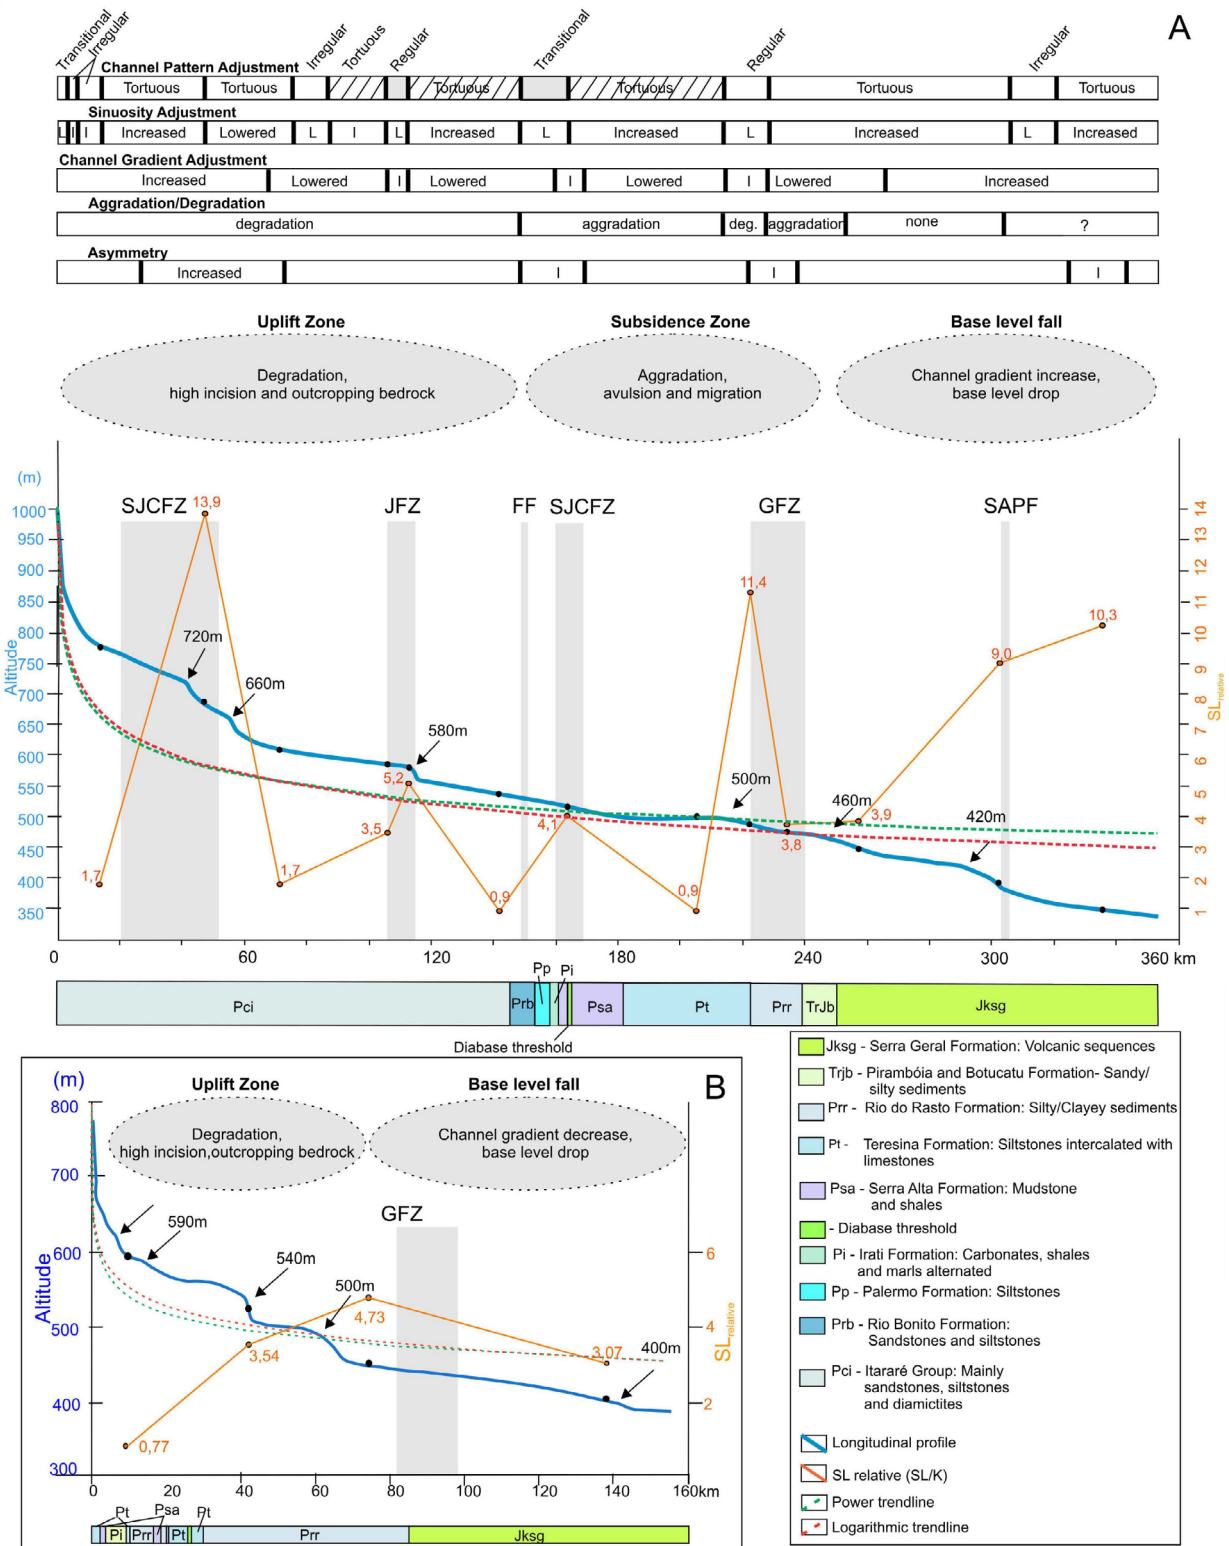 A
Transitional
Irregular
Irregular
Tortuous
Regular
Transitional
Regular
Irregular
Channel Pattern Adjustment
Tortuous Tortuous Tortuous Tortuous Tortuous Tortuous
Sinuosity Adjustment
L I I Increased Lowered L I L Increased L Increased L Increased L Increased
Channel Gradient Adjustment
Increased Lowered I Lowered I Lowered I Lowered Increased
Aggradation/Degradation
degradation aggradation deg. aggradation none ?
Asymmetry
Increased I I I
Uplift Zone Subsidence Zone Base level fall
Degradation,
high incision and outcropping bedrock
Aggradation,
avulsion and migration
Channel gradient increase,
base level drop
(m)
SJCFZ 13,9 JFZ FF SJCFZ GFZ SAPF
1000
950
900
850
800
750
700
650
600
550
500
450
400
350
Altitude
14
13
12
11
10
9
8
7
6
5
4
3
2
1
SLrelative
11,4
10,3
9,0
720m
660m
580m
5,2
500m
460m
420m
3,5
4,1
3,8
3,9
1,7
1,7
0,9
0,9
0 60 120 180 240 300 360 km
Pp Pi
Pci Prb Psa Pt Prr TrJb Jksg
Diabase threshold
B
(m)
Uplift Zone Base level fall
Degradation,
high incision,outcropping bedrock
Channel gradient decrease,
base level drop
800
700
600
500
400
300
Altitude
GFZ
590m
540m
500m
400m
6
4
2
SLrelative
4,73
3,54
3,07
0,77
0 20 40 60 80 100 120 140 160km
Pt Psa Pt
Pi Prr Pt Prr Jksg
Jksg - Serra Geral Formation: Volcanic sequences
Trjb - Pirambóia and Botucatu Formation- Sandy/
silty sediments
Prr - Rio do Rasto Formation: Silty/Clayey sediments
Pt - Teresina Formation: Siltstones intercalated with
limestones
Psa - Serra Alta Formation: Mudstone
and shales
- Diabase threshold
Pi - Irati Formation: Carbonates, shales
and marls alternated
Pp - Palermo Formation: Siltstones
Prb - Rio Bonito Formation:
Sandstones and siltstones
Pci - Itararé Group: Mainly
sandstones, siltstones
and diamictites
Longitudinal profile
SL relative (SL/K)
Power trendline
Logarithmic trendline